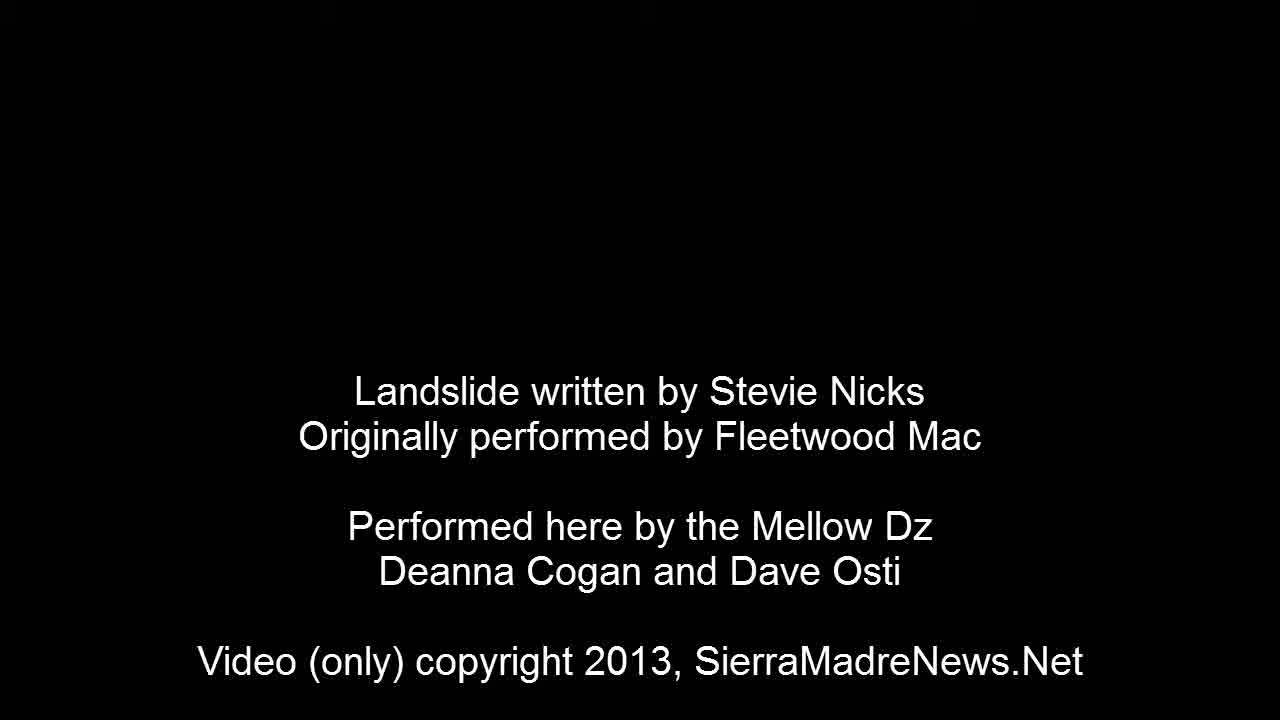 Landslide written by Stevie Nicks
Originally performed by Fleetwood Mac
Performed here by the Mellow Dz
Deanna Cogan and Dave Osti
Video (only) copyright 2013, SierraMadreNews.Net